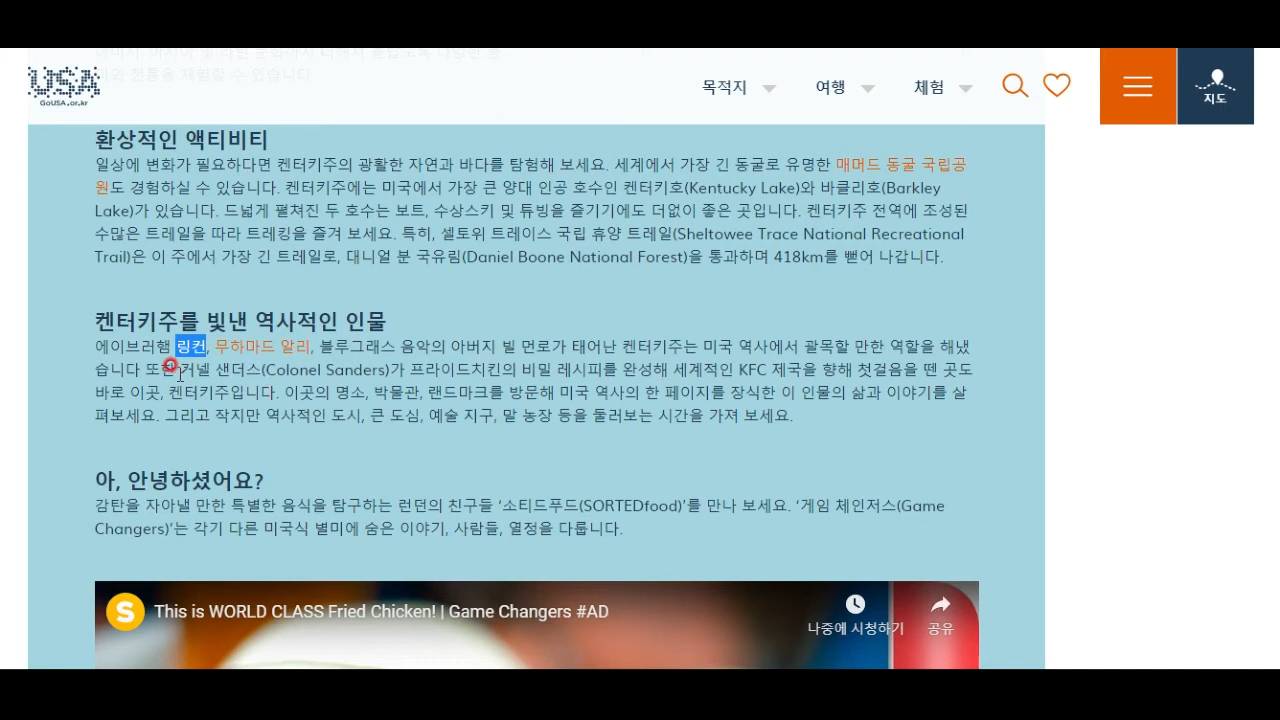 USA
GoUSA.or.kr
목적지
여행
체험
지도
환상적인 액티비티
일상에 변화가 필요하다면 켄터키주의 광활한 자연과 바다를 탐험해 보세요. 세계에서 가장 긴 동굴로 유명한 매머드 동굴 국립공
원도 경험하실 수 있습니다. 켄터키주에는 미국에서 가장 큰 양대 인공 호수인 켄터키호(Kentucky Lake)와 바클리호(Barkley
Lake)가 있습니다. 드넓게 펼쳐진 두 호수는 보트, 수상스키 및 튜빙을 즐기기에도 더없이 좋은 곳입니다. 켄터키주 전역에 조성된
수많은 트레일을 따라 트레킹을 즐겨 보세요. 특히, 셸토위 트레이스 국립 휴양 트레일(Sheltowee Trace National Recreational
Trail)은 이 주에서 가장 긴 트레일로, 대니얼 분 국유림(Daniel Boone National Forest)을 통과하며 418km를 뻗어 나갑니다.
켄터키주를 빛낸 역사적인 인물
에이브러햄 링컨, 무하마드 알리, 블루그래스 음악의 아버지 빌 먼로가 태어난 켄터키주는 미국 역사에서 괄목할 만한 역할을 해냈
습니다 또한 커넬 샌더스(Colonel Sanders)가 프라이드치킨의 비밀 레시피를 완성해 세계적인 KFC 제국을 향해 첫걸음을 뗀 곳도
바로 이곳, 켄터키주입니다. 이곳의 명소, 박물관, 랜드마크를 방문해 미국 역사의 한 페이지를 장식한 이 인물의 삶과 이야기를 살
펴보세요. 그리고 작지만 역사적인 도시, 큰 도심, 예술 지구, 말 농장 등을 둘러보는 시간을 가져 보세요.
아, 안녕하셨어요?
감탄을 자아낼 만한 특별한 음식을 탐구하는 런던의 친구들 ‘소티드푸드(SORTEDfood)’를 만나 보세요. ‘게임 체인저스(Game
Changers)’는 각기 다른 미국식 별미에 숨은 이야기, 사람들, 열정을 다룹니다.
S
This is WORLD CLASS Fried Chicken! | Game Changers #AD
나중에 시청하기
공유